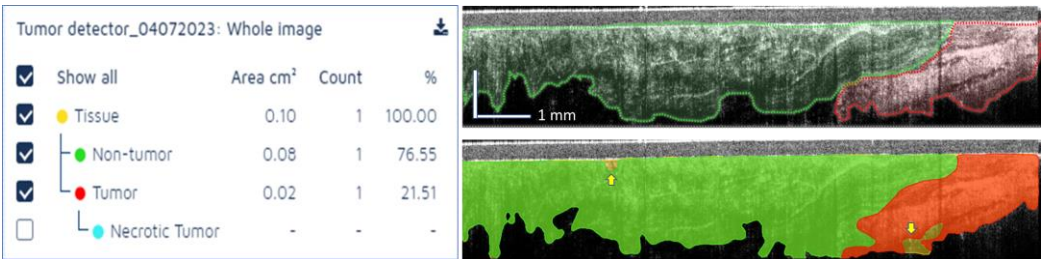 Tumor detector_04072023: Whole image
Show all Area cm² Count %
Tissue 0.10 1 100.00
Non-tumor 0.08 1 76.55
Tumor 0.02 1 21.51
Necrotic Tumor - - -
1 mm